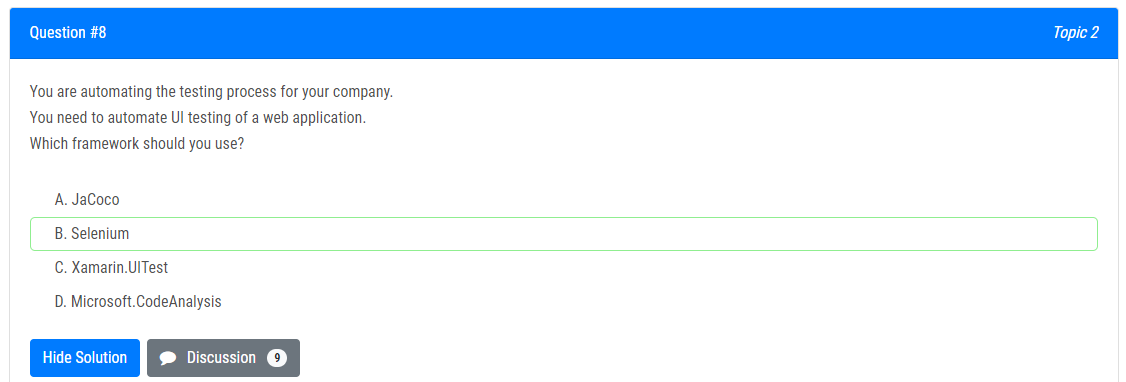 Question #8
Topic 2
You are automating the testing process for your company.
You need to automate UI testing of a web application.
Which framework should you use?
A. JaCoco
B. Selenium
C. Xamarin.UITest
D. Microsoft.CodeAnalysis
Hide Solution
Discussion 9